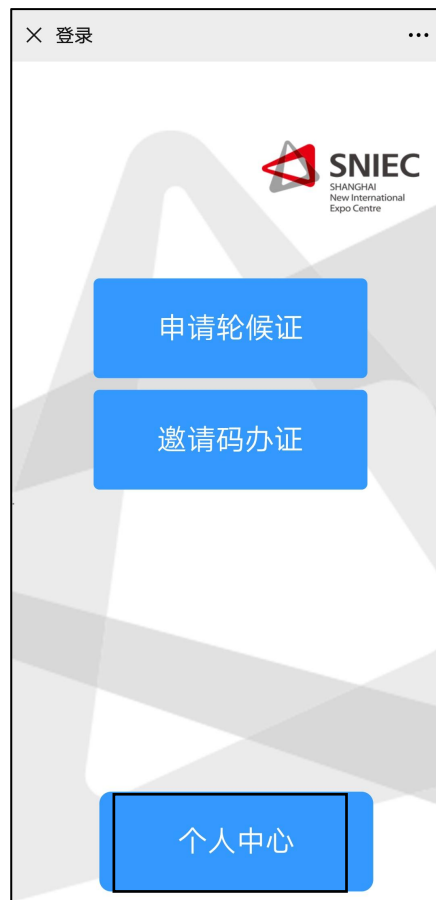 登录
SNIEC
SHANGHAI
New International
Expo Centre
申请轮候证
邀请码办证
个人中心